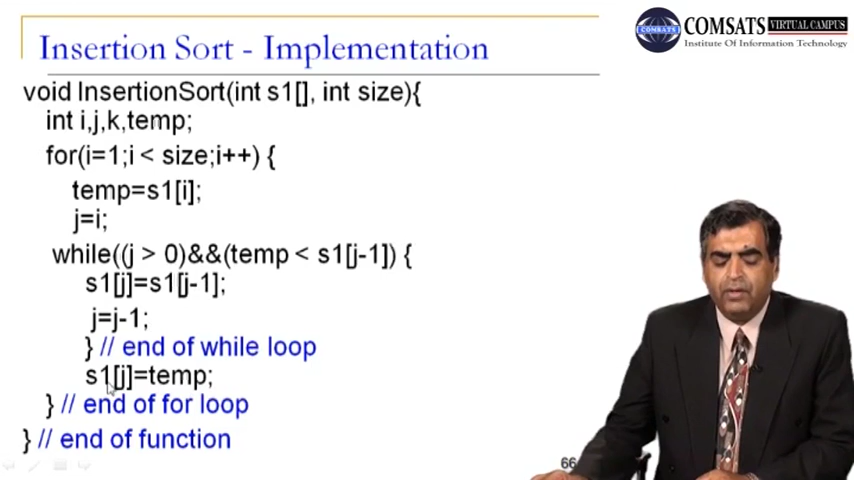 Insertion Sort - Implementation
COMSATS VIRTUAL CAMPUS
Institute Of Information Technology
COMSATS
void InsertionSort(int s1[], int size){
int i,j,k,temp;
for(i=1;i < size;i++) {
temp=s1[i];
j=i;
while((j > 0)&&(temp < s1[j-1]) {
s1[j]=s1[j-1];
j=j-1;
} // end of while loop
s1[j]=temp;
} // end of for loop
} // end of function
66